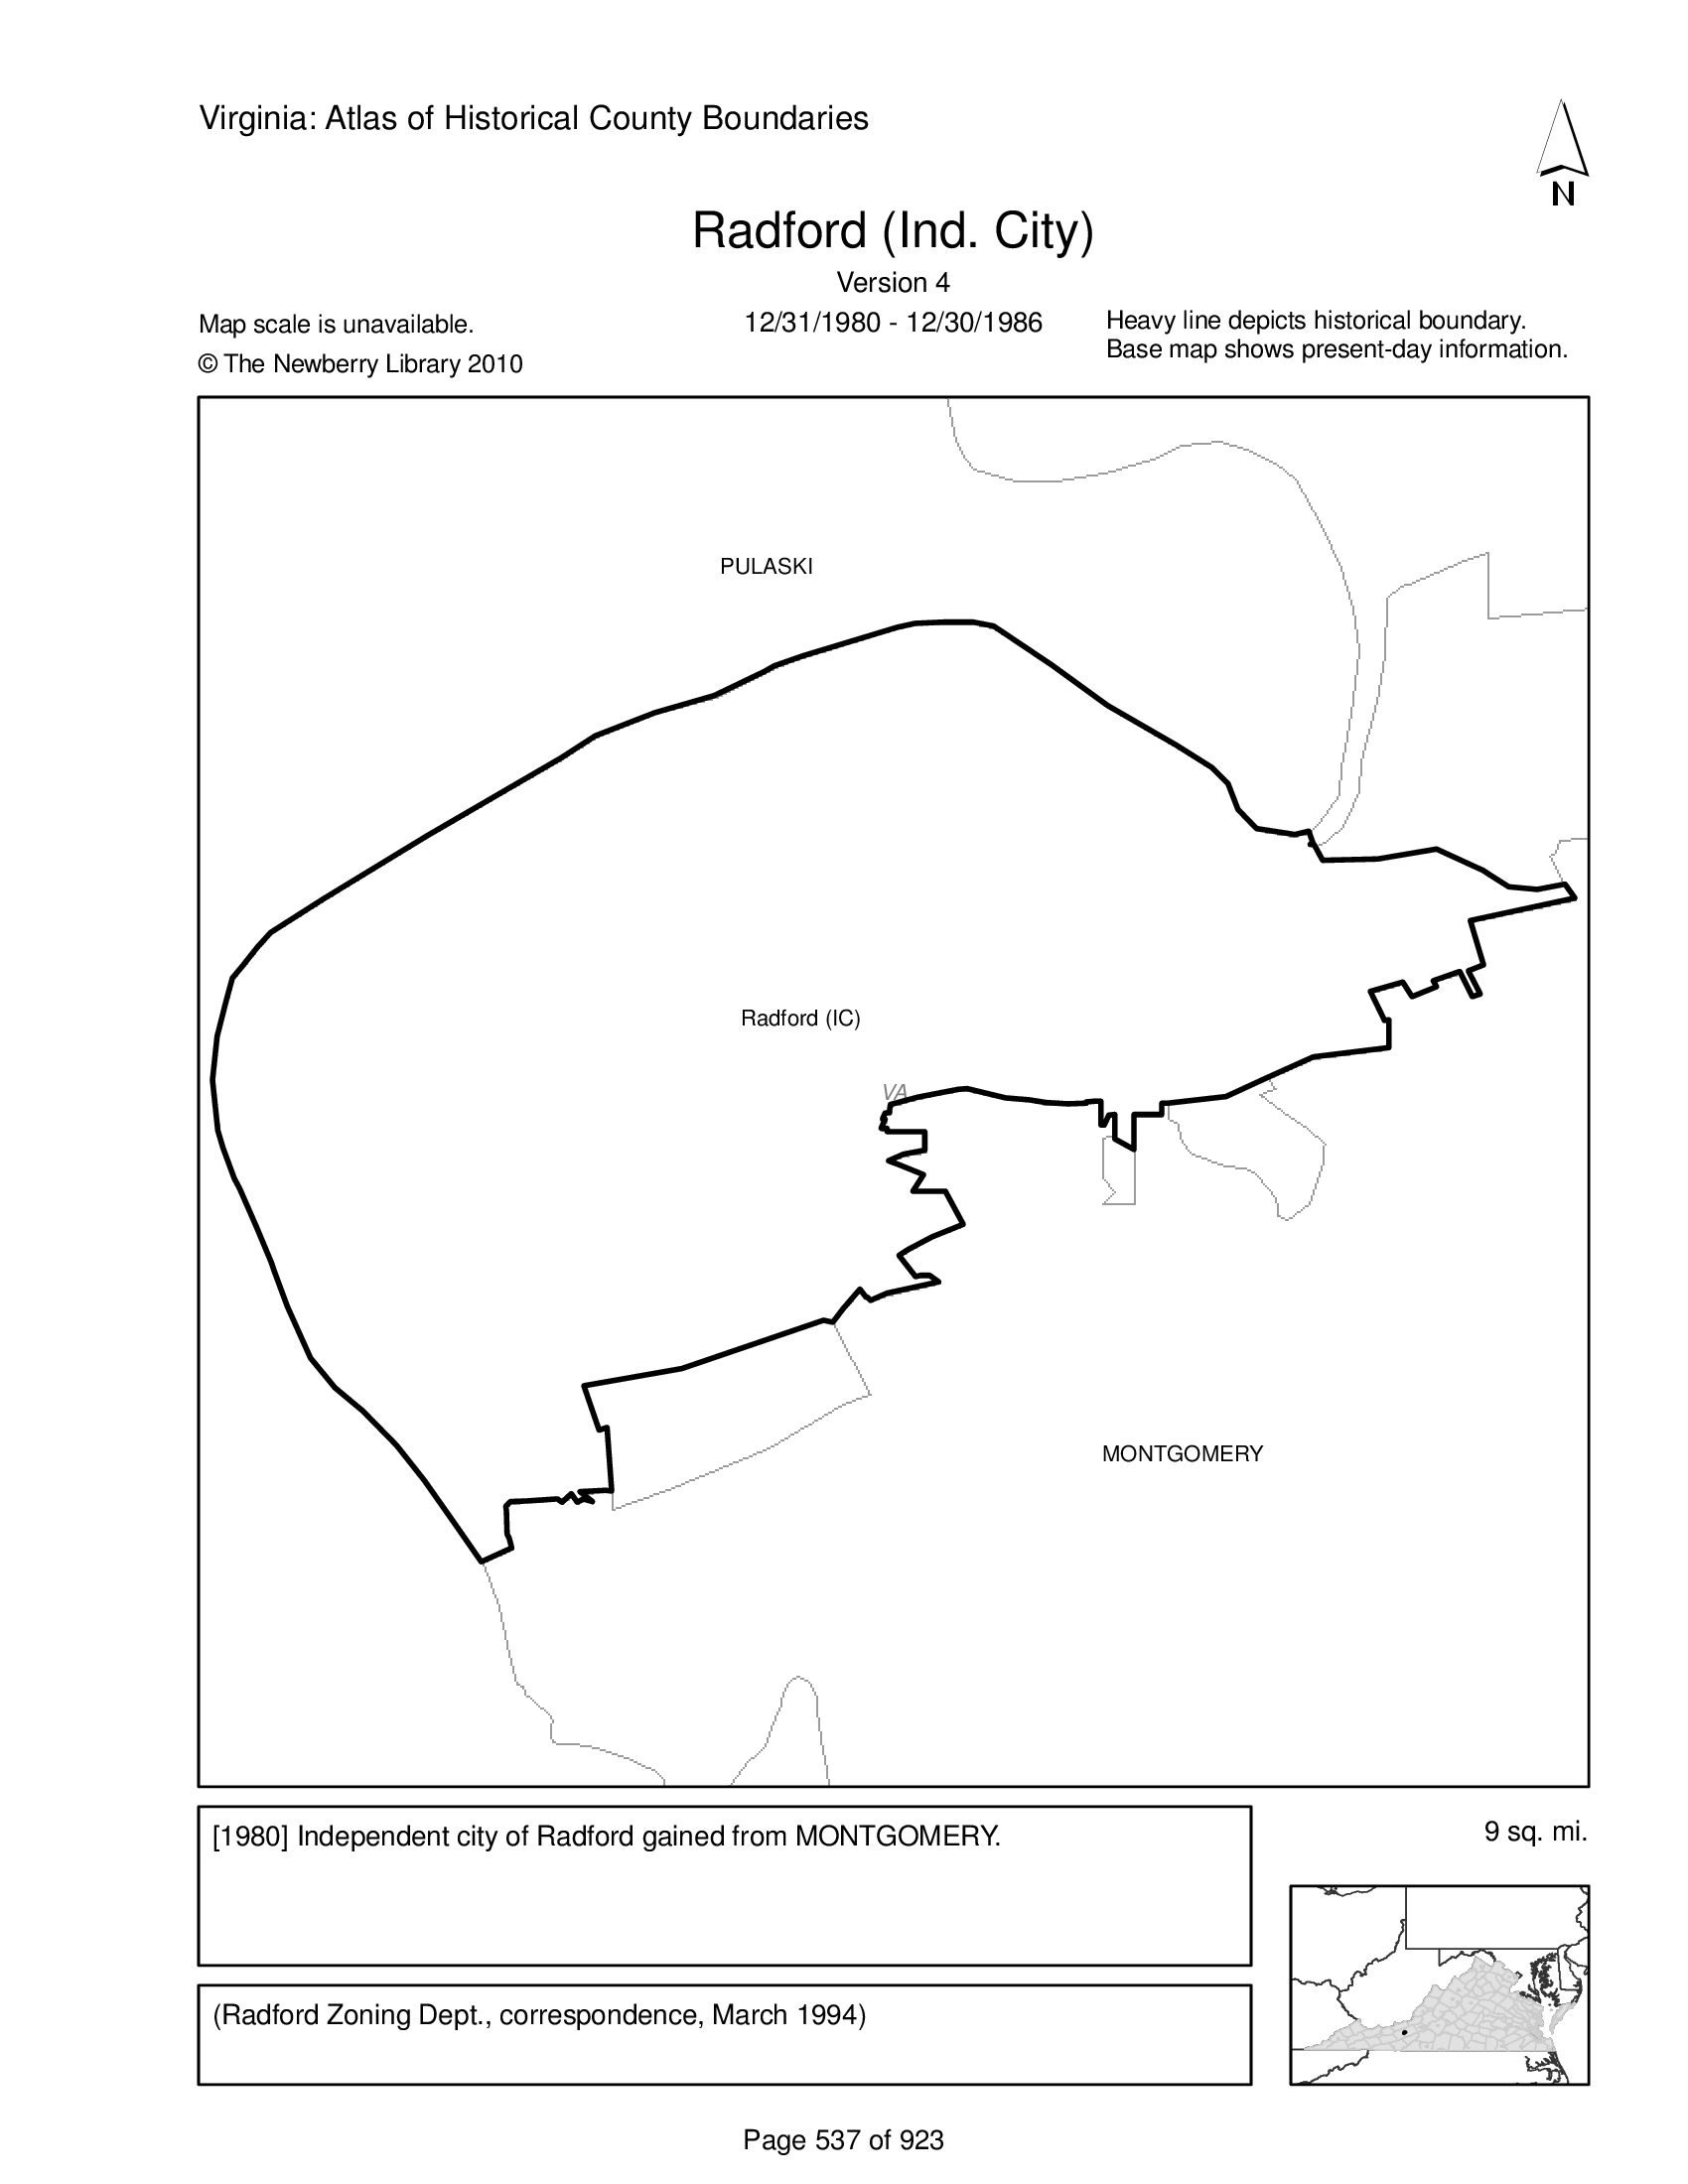 Virginia: Atlas of Historical County Boundaries
N
Radford (Ind. City)
Version 4
12/31/1980 - 12/30/1986
Map scale is unavailable.
© The Newberry Library 2010
Heavy line depicts historical boundary.
Base map shows present-day information.
PULASKI
Radford (IC)
VA
MONTGOMERY
[1980] Independent city of Radford gained from MONTGOMERY.
9 sq. mi.
(Radford Zoning Dept., correspondence, March 1994)
Page 537 of 923